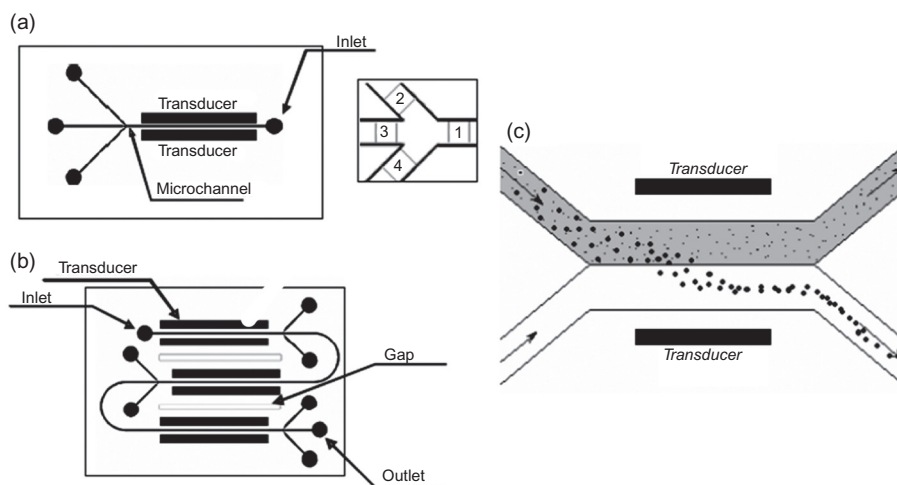 (a)
Inlet
Transducer
Transducer
Microchannel
2
3
1
4
(b)
Transducer
Inlet
Gap
Outlet
(c)
Transducer
Transducer